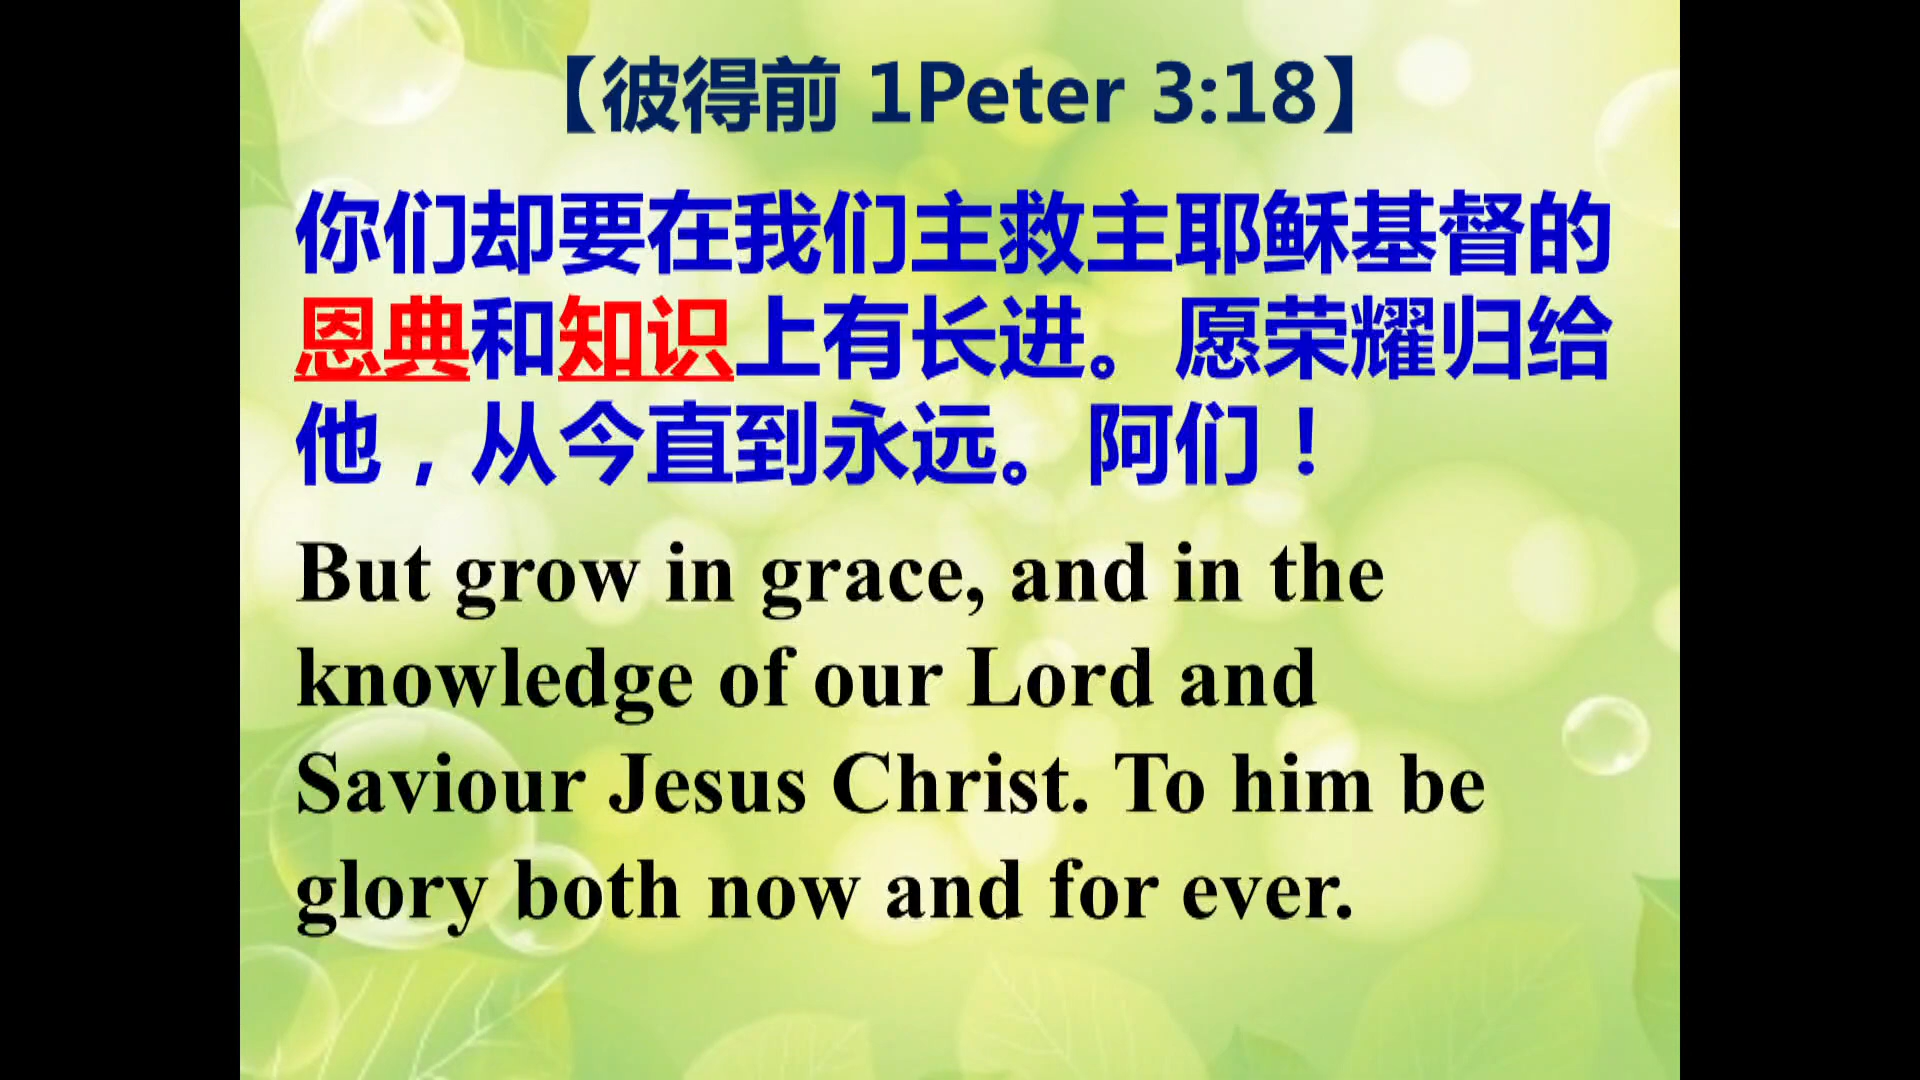 【彼得前 1Peter 3:18】
你们却要在我们主救主耶稣基督的
恩典和知识上有长进。愿荣耀归给
他，从今直到永远。阿们！
But grow in grace, and in the
knowledge of our Lord and
Saviour Jesus Christ. To him be
glory both now and for ever.